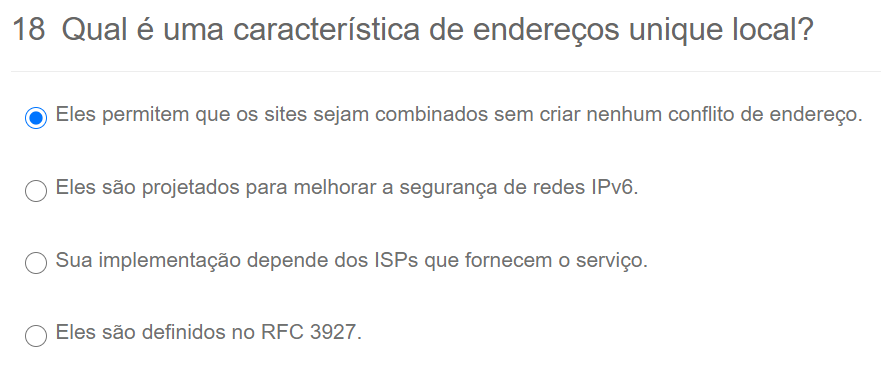 18 Qual é uma característica de endereços unique local?
Eles permitem que os sites sejam combinados sem criar nenhum conflito de endereço.
Eles são projetados para melhorar a segurança de redes IPv6.
Sua implementação depende dos ISPs que fornecem o serviço.
Eles são definidos no RFC 3927.